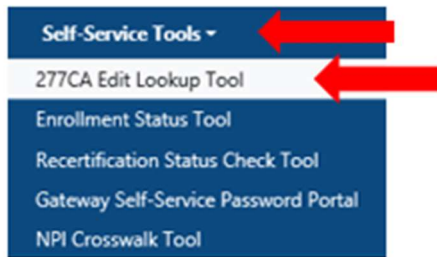 Self-Service Tools
277CA Edit Lookup Tool
Enrollment Status Tool
Recertification Status Check Tool
Gateway Self-Service Password Portal
NPI Crosswalk Tool